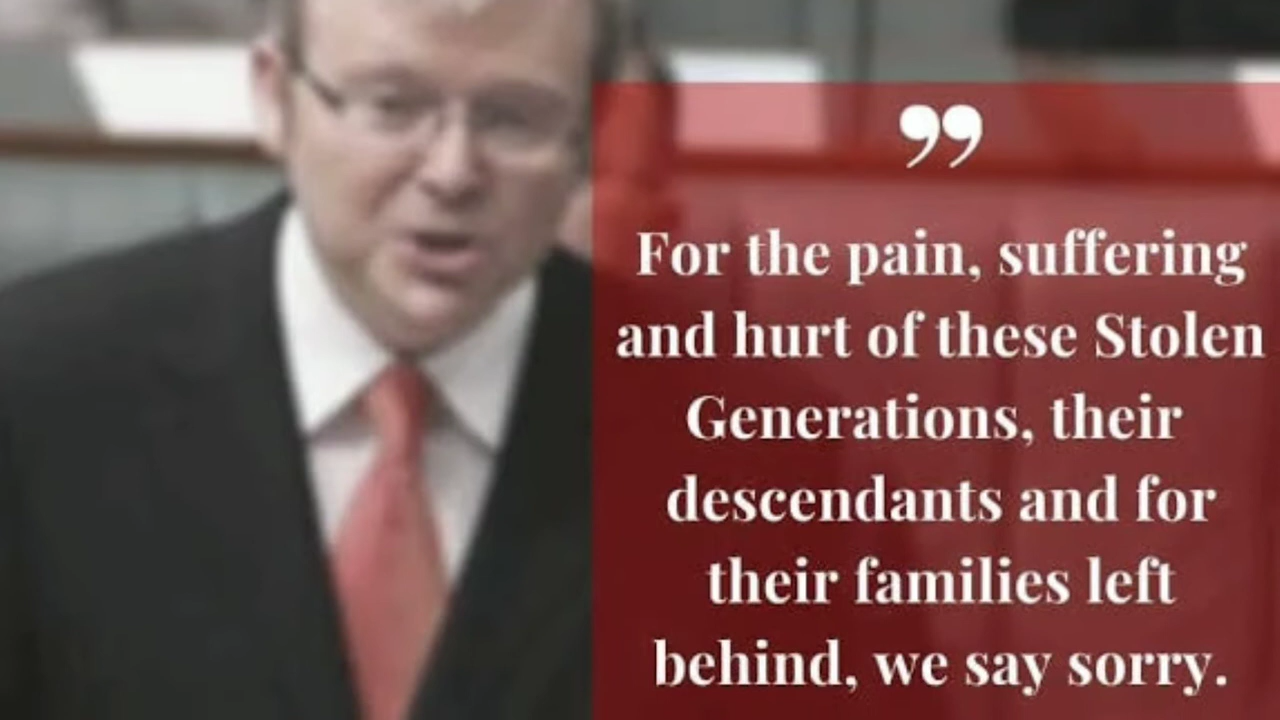 ”
For the pain, suffering
and hurt of these Stolen
Generations, their
descendants and for
their families left
behind, we say sorry.